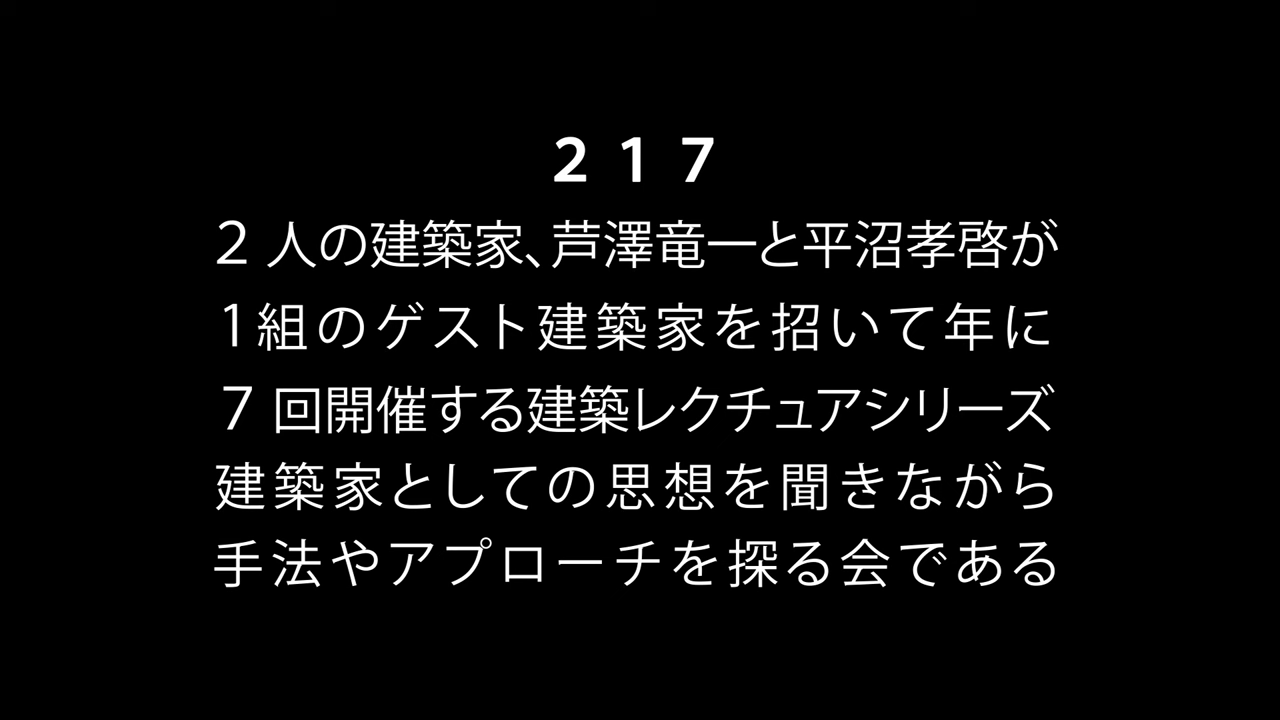 217
2人の建築家、芦澤竜一と平沼孝啓が
1組のゲスト建築家を招いて年に
7回開催する建築レクチュアシリーズ
建築家としての思想を聞きながら
手法やアプローチを探る会である